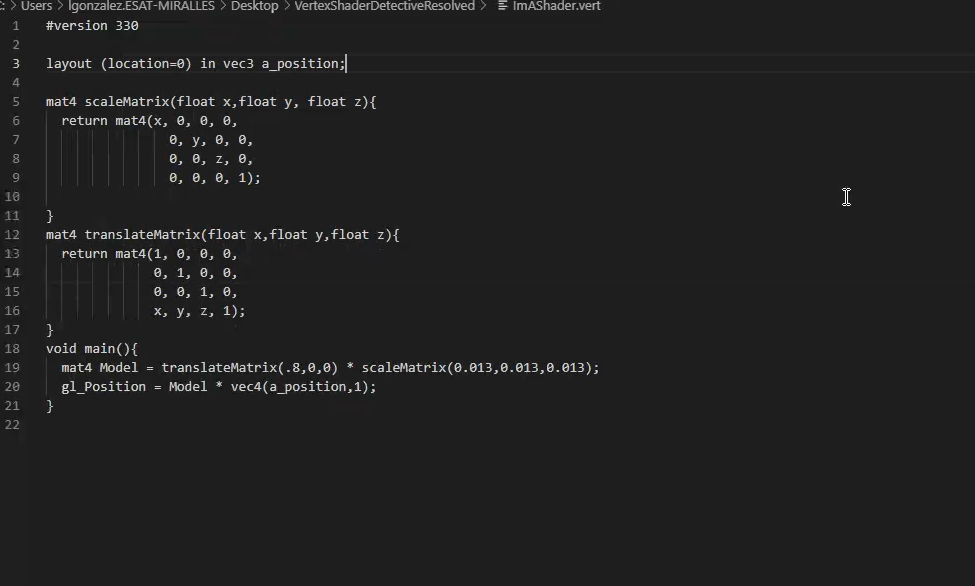 : > Users > lgonzalez.ESAT-MIRALLES > Desktop > VertexShaderDetectiveResolved > ImAShader.vert
1 #version 330
2
3 layout (location=0) in vec3 a_position;
4
5 mat4 scaleMatrix(float x,float y, float z){
6 return mat4(x, 0, 0, 0,
7 0, y, 0, 0,
8 0, 0, z, 0,
9 0, 0, 0, 1);
10
11 }
12 mat4 translateMatrix(float x,float y,float z){
13 return mat4(1, 0, 0, 0,
14 0, 1, 0, 0,
15 0, 0, 1, 0,
16 x, y, z, 1);
17 }
18 void main(){
19 mat4 Model = translateMatrix(.8,0,0) * scaleMatrix(0.013,0.013,0.013);
20 gl_Position = Model * vec4(a_position,1);
21 }
22